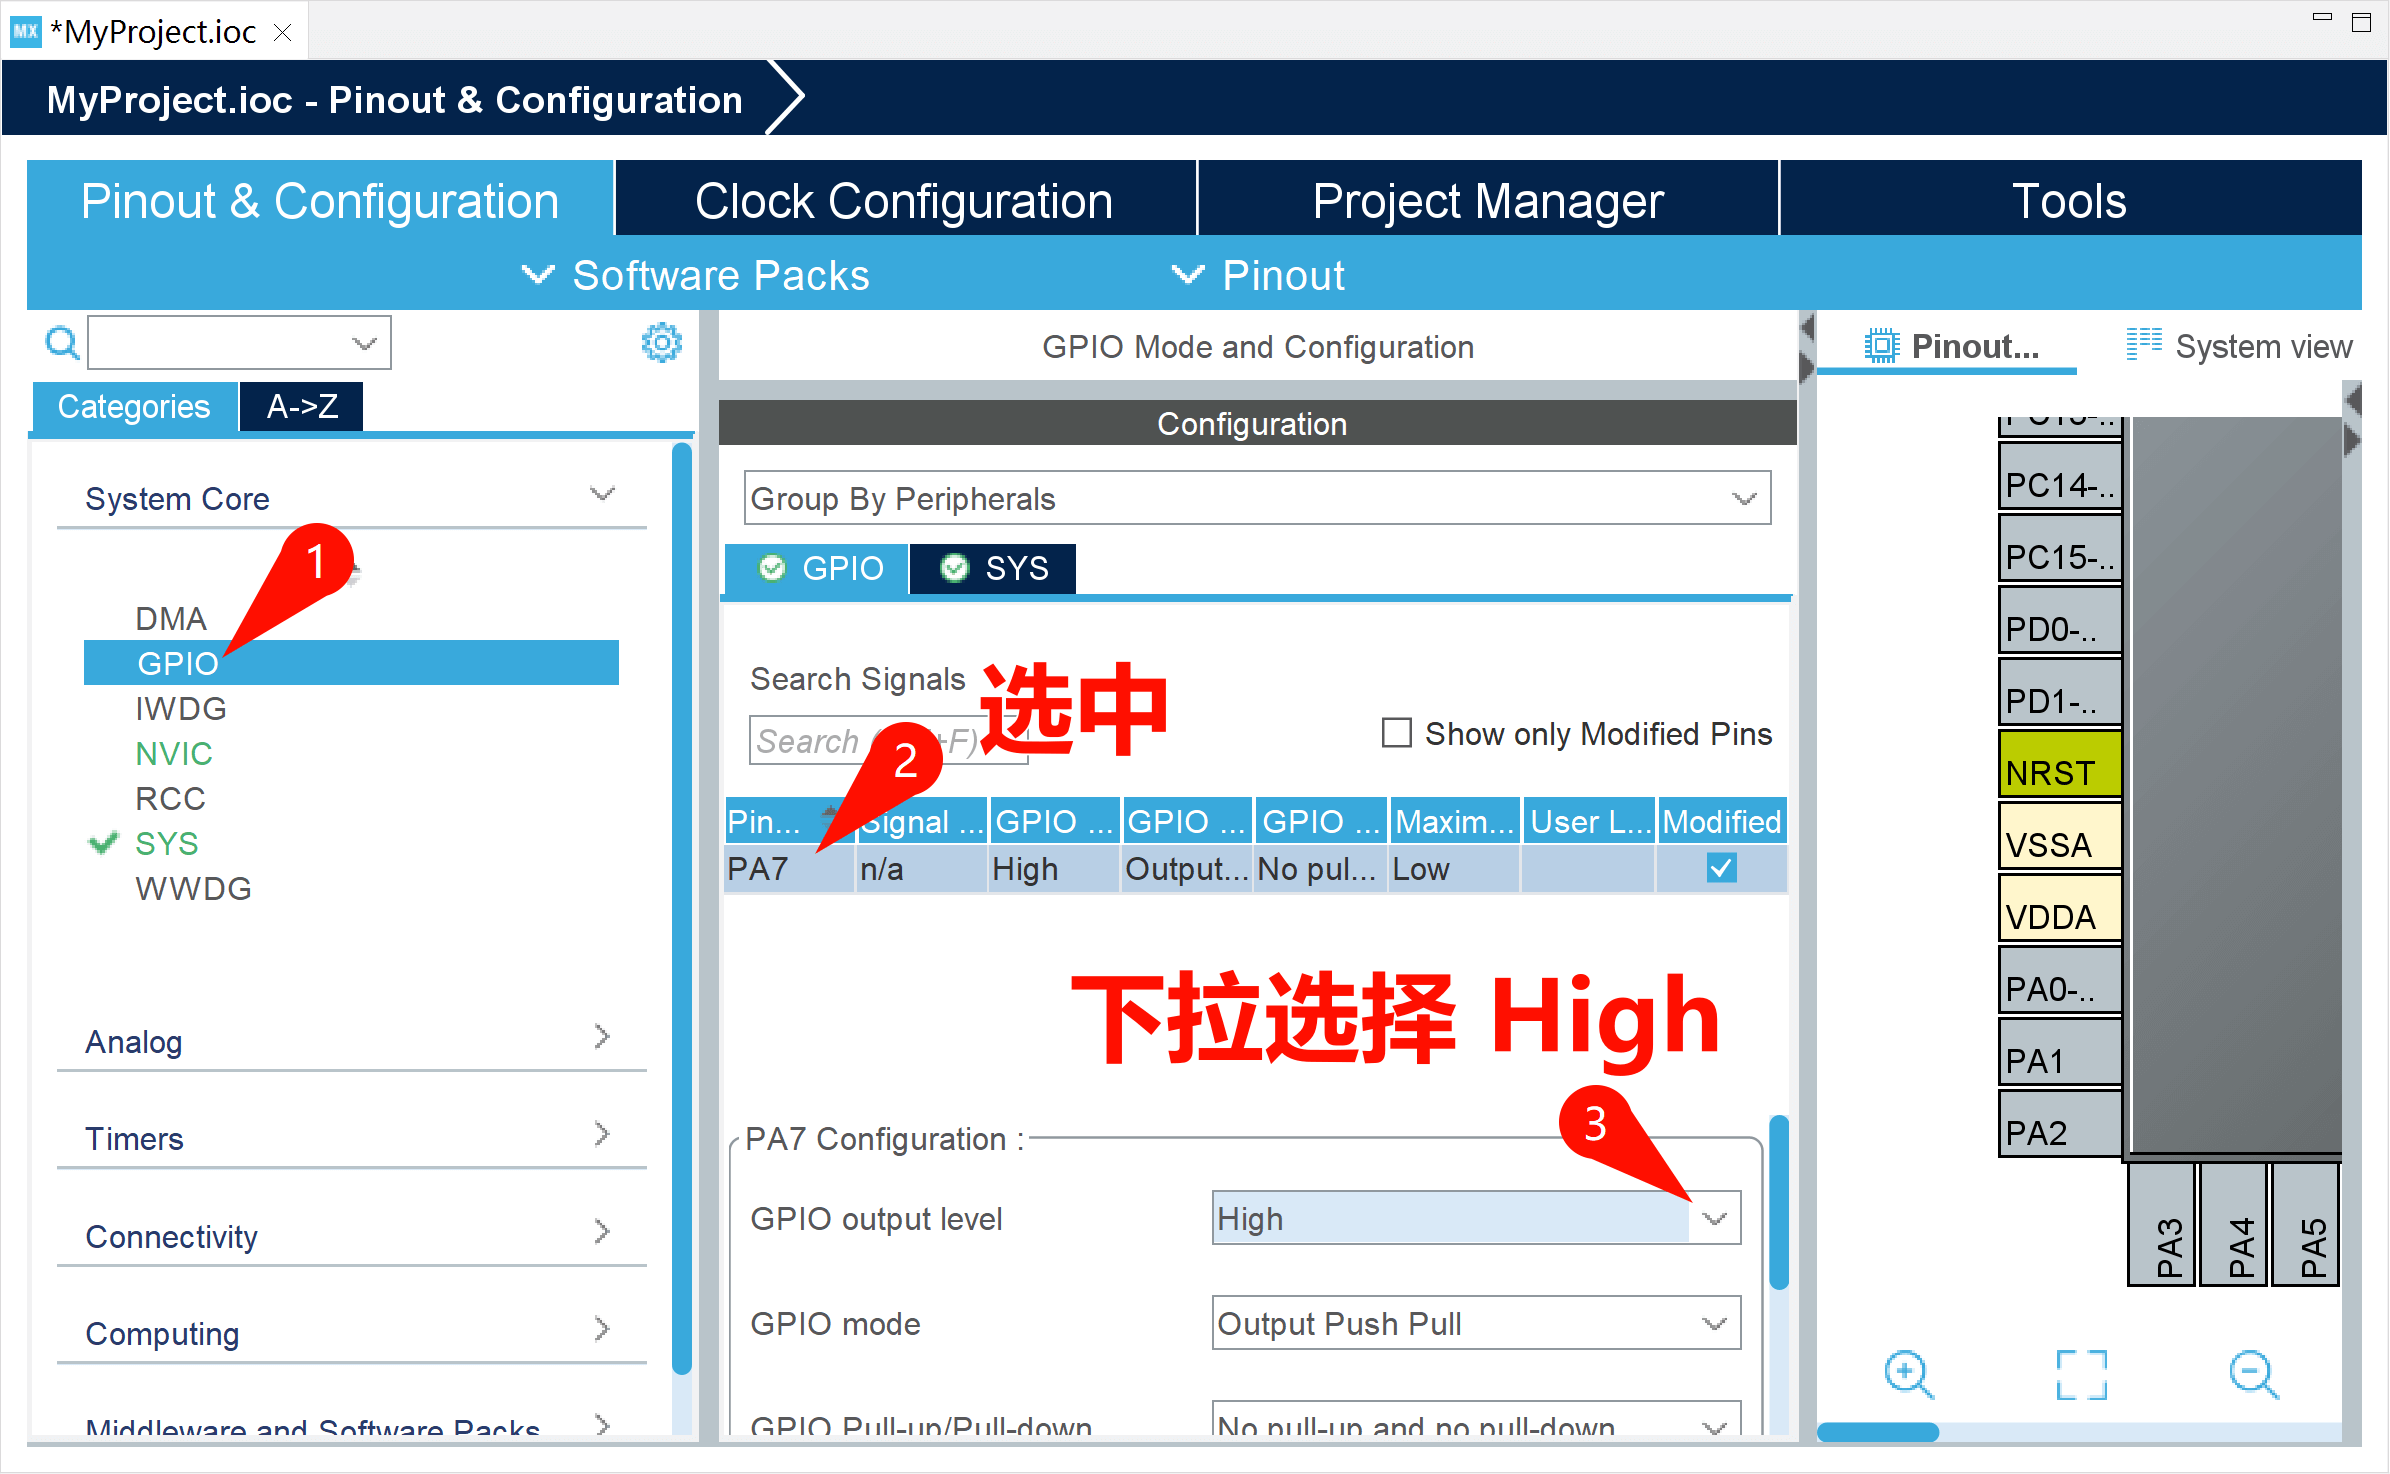 MX *MyProject.ioc
MyProject.ioc - Pinout & Configuration
Pinout & Configuration
Clock Configuration
Project Manager
Tools
Software Packs
Pinout
Categories
A->Z
System Core
1
DMA
GPIO
IWDG
NVIC
RCC
SYS
WWDG
Analog
Timers
Connectivity
Computing
Middleware and Software Packs
GPIO Mode and Configuration
Configuration
Group By Peripherals
GPIO
SYS
Search Signals
选中
Search (
+F)
2
Show only Modified Pins
Pin... Signal ... GPIO ... GPIO ... GPIO ... Maxim... User L... Modified
PA7 n/a High Output... No pul... Low
下拉选择 High
3
PA7 Configuration :
GPIO output level High
GPIO mode Output Push Pull
GPIO Pull-up/Pull-down No pull-up and no pull-down
Pinout...
System view
PC14-..
PC15-..
PD0-..
PD1-..
NRST
VSSA
VDDA
PA0-..
PA1
PA2
PA3
PA4
PA5